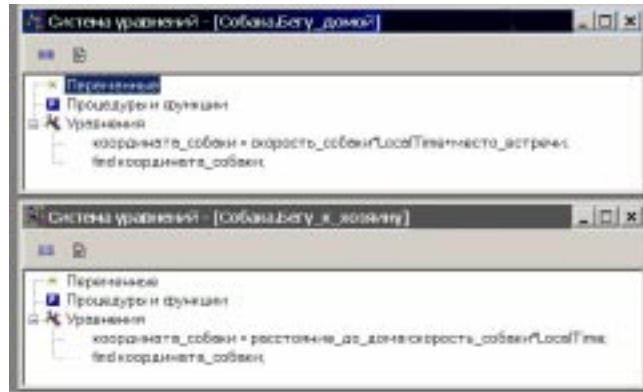 Система уравнений - [Собака.Бегу_домой]
Переменные
Процедуры и функции
Уравнения
координата_собаки = скорость_собаки*LocalTime+место_встречи;
find координата_собаки;
Система уравнений - [Собака.Бегу_к_хозяину]
Переменные
Процедуры и функции
Уравнения
координата_собаки = расстояние_до_дома-скорость_собаки*LocalTime;
find координата_собаки;